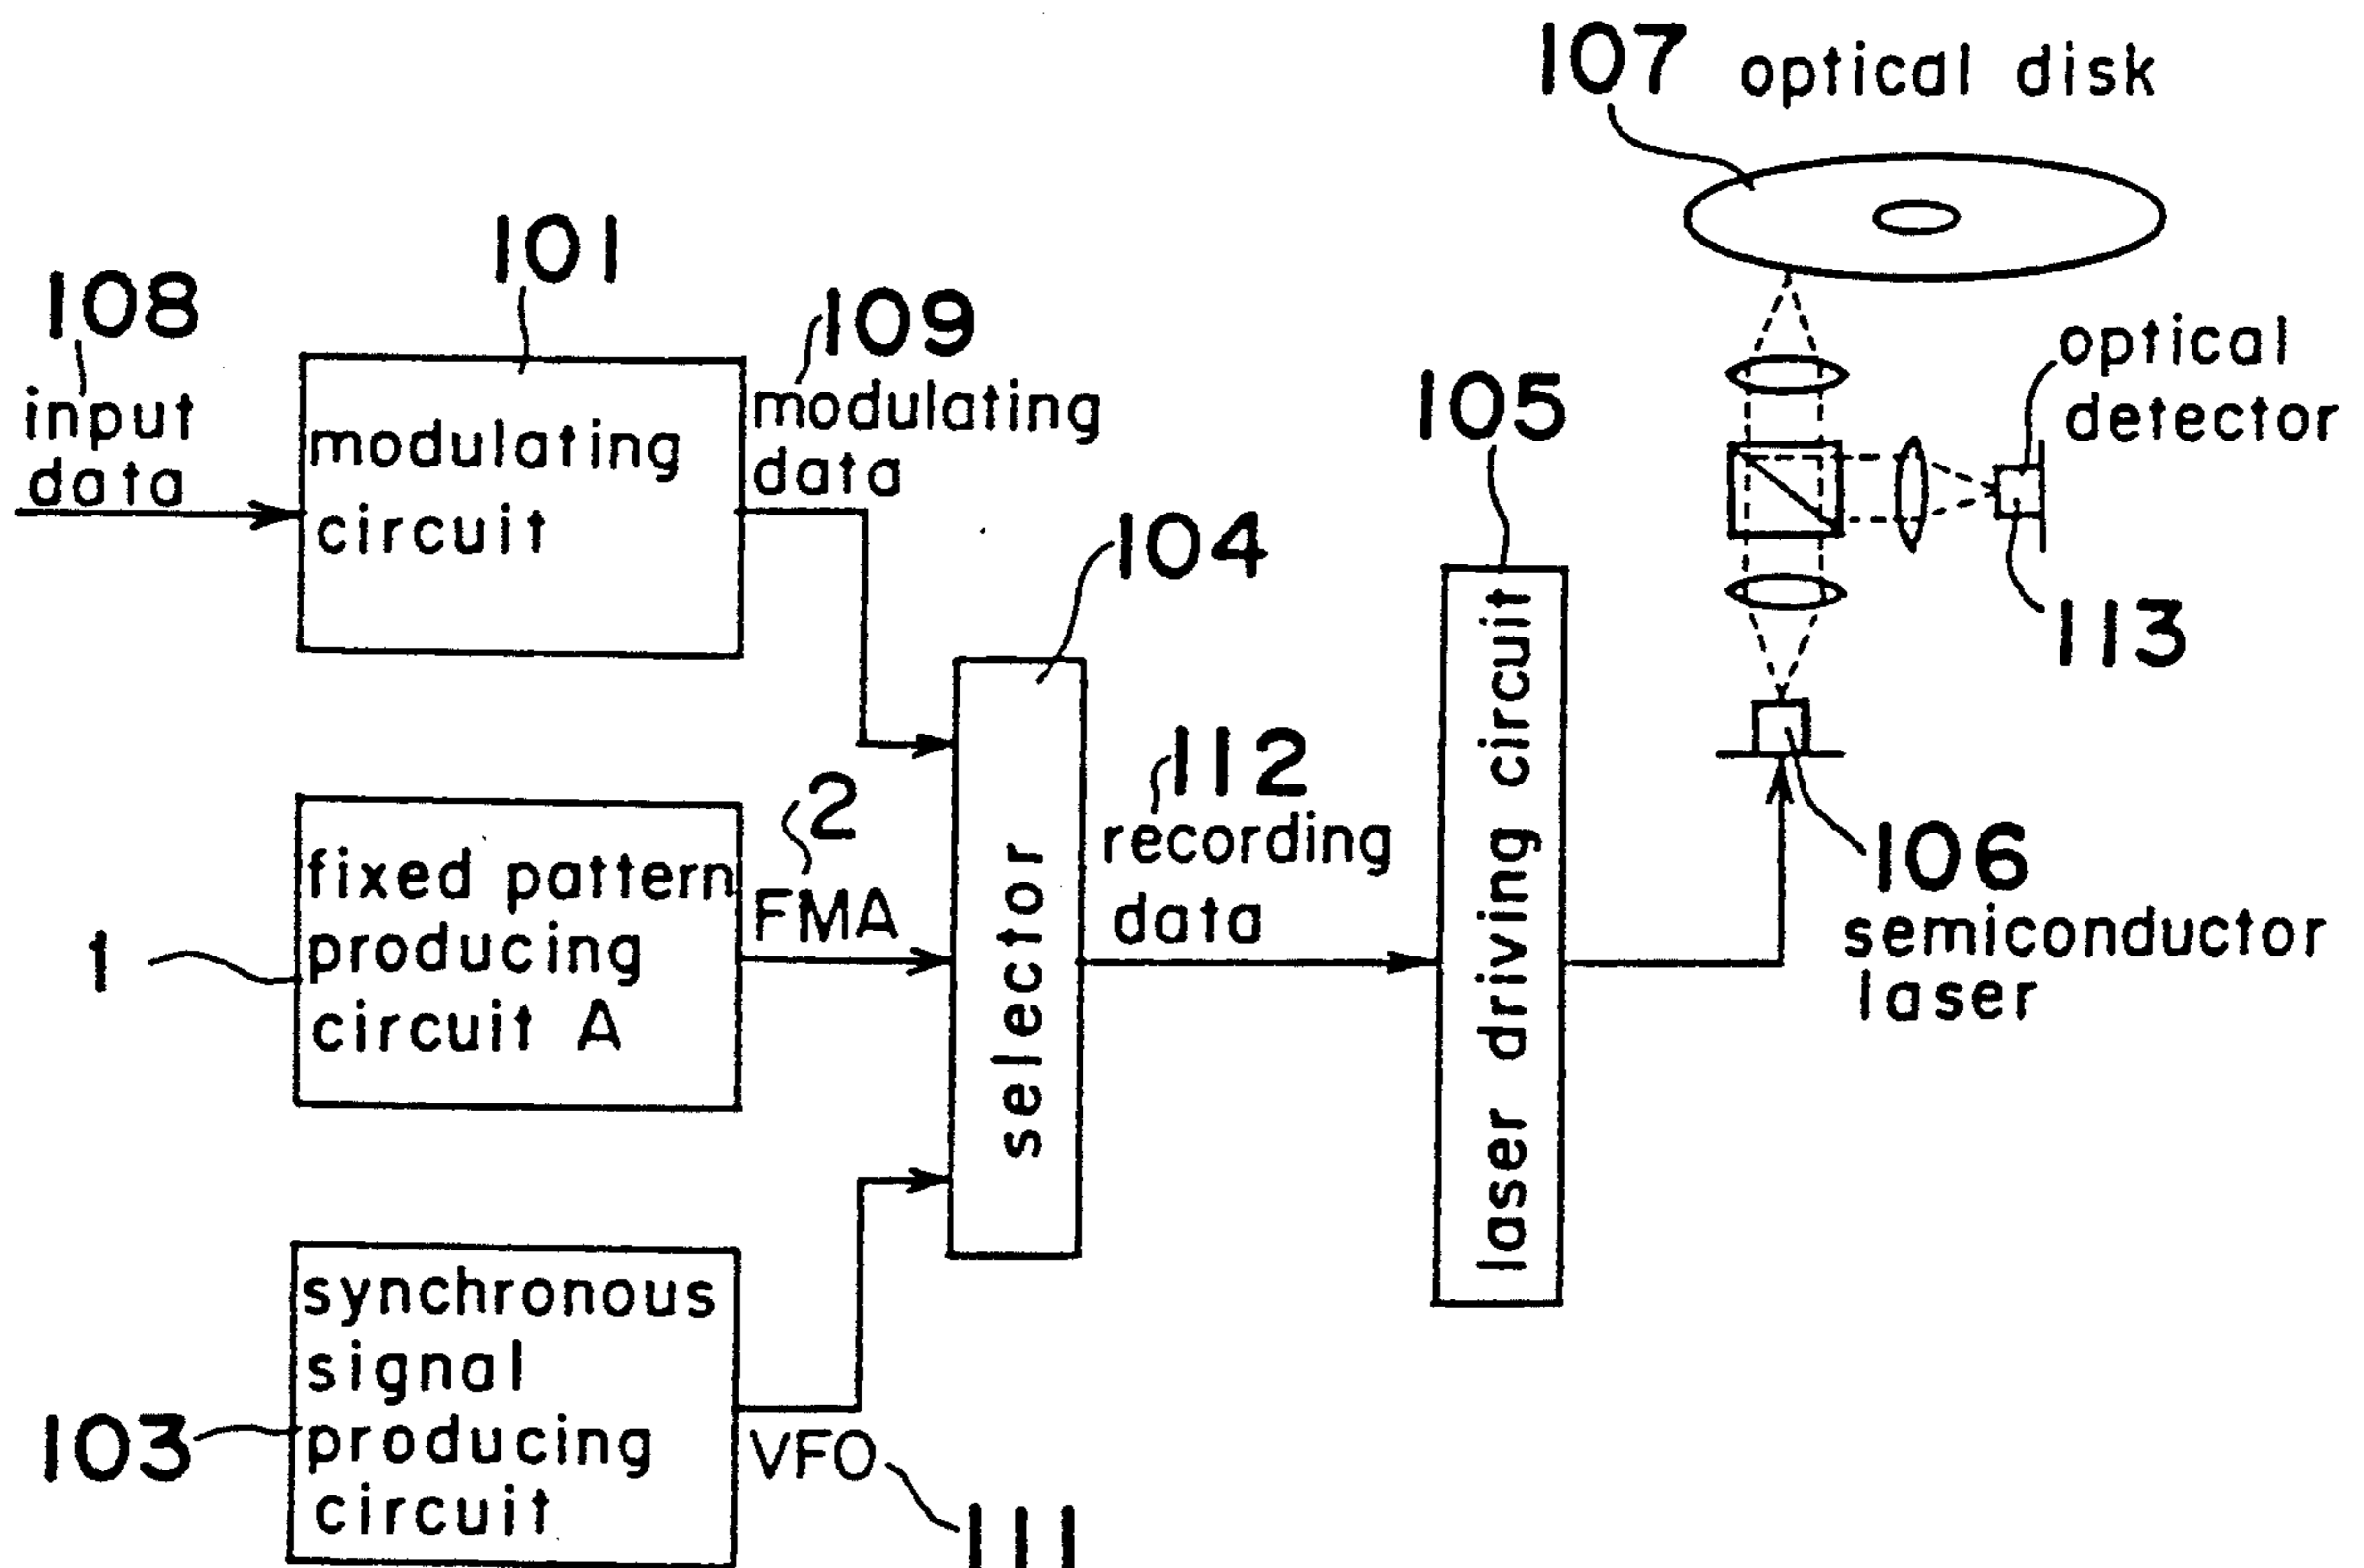 107 optical disk
101
108
109
input
data
modulating
circuit
modulating
data
105
optical
detector
104
113
2
112
fixed pattern
producing
circuit A
FMA
1
selector
recording
data
laser driving circuit
106
semiconductor
laser
synchronous
signal
producing
circuit
103
VFO
111